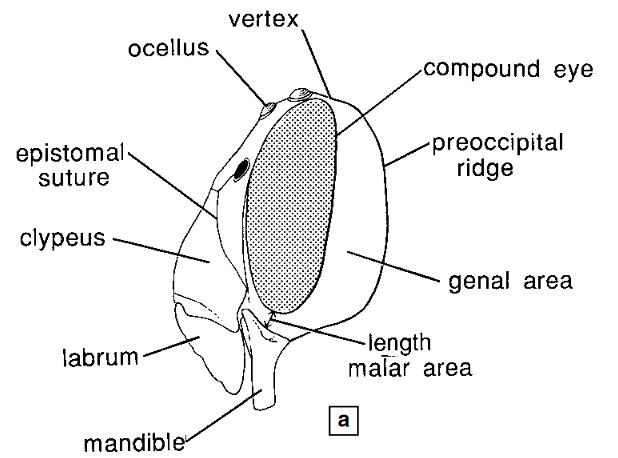 vertex
ocellus
compound eye
epistomal
suture
preoccipital
ridge
clypeus
genal area
labrum
length
malar area
mandible
a